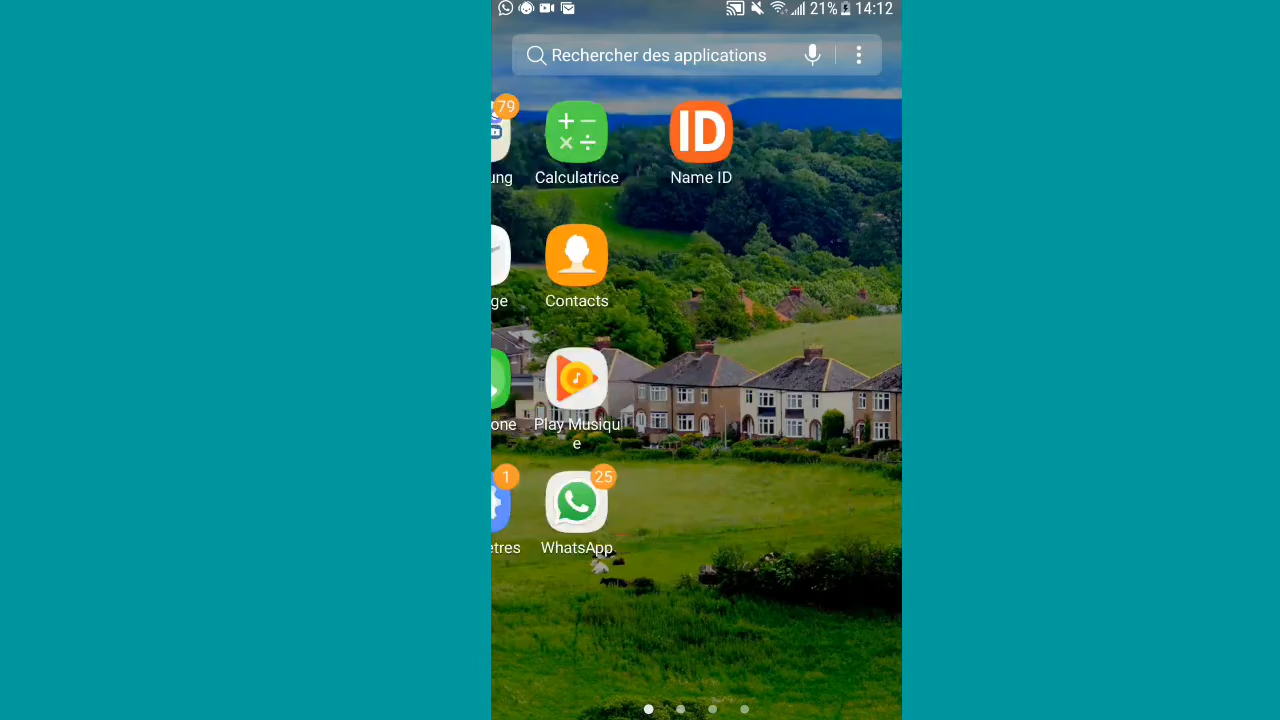 21% 14:12
Rechercher des applications
79
ID
ung Calculatrice Name ID
ge Contacts
one Play Musiqu
e
1 25
etres WhatsApp